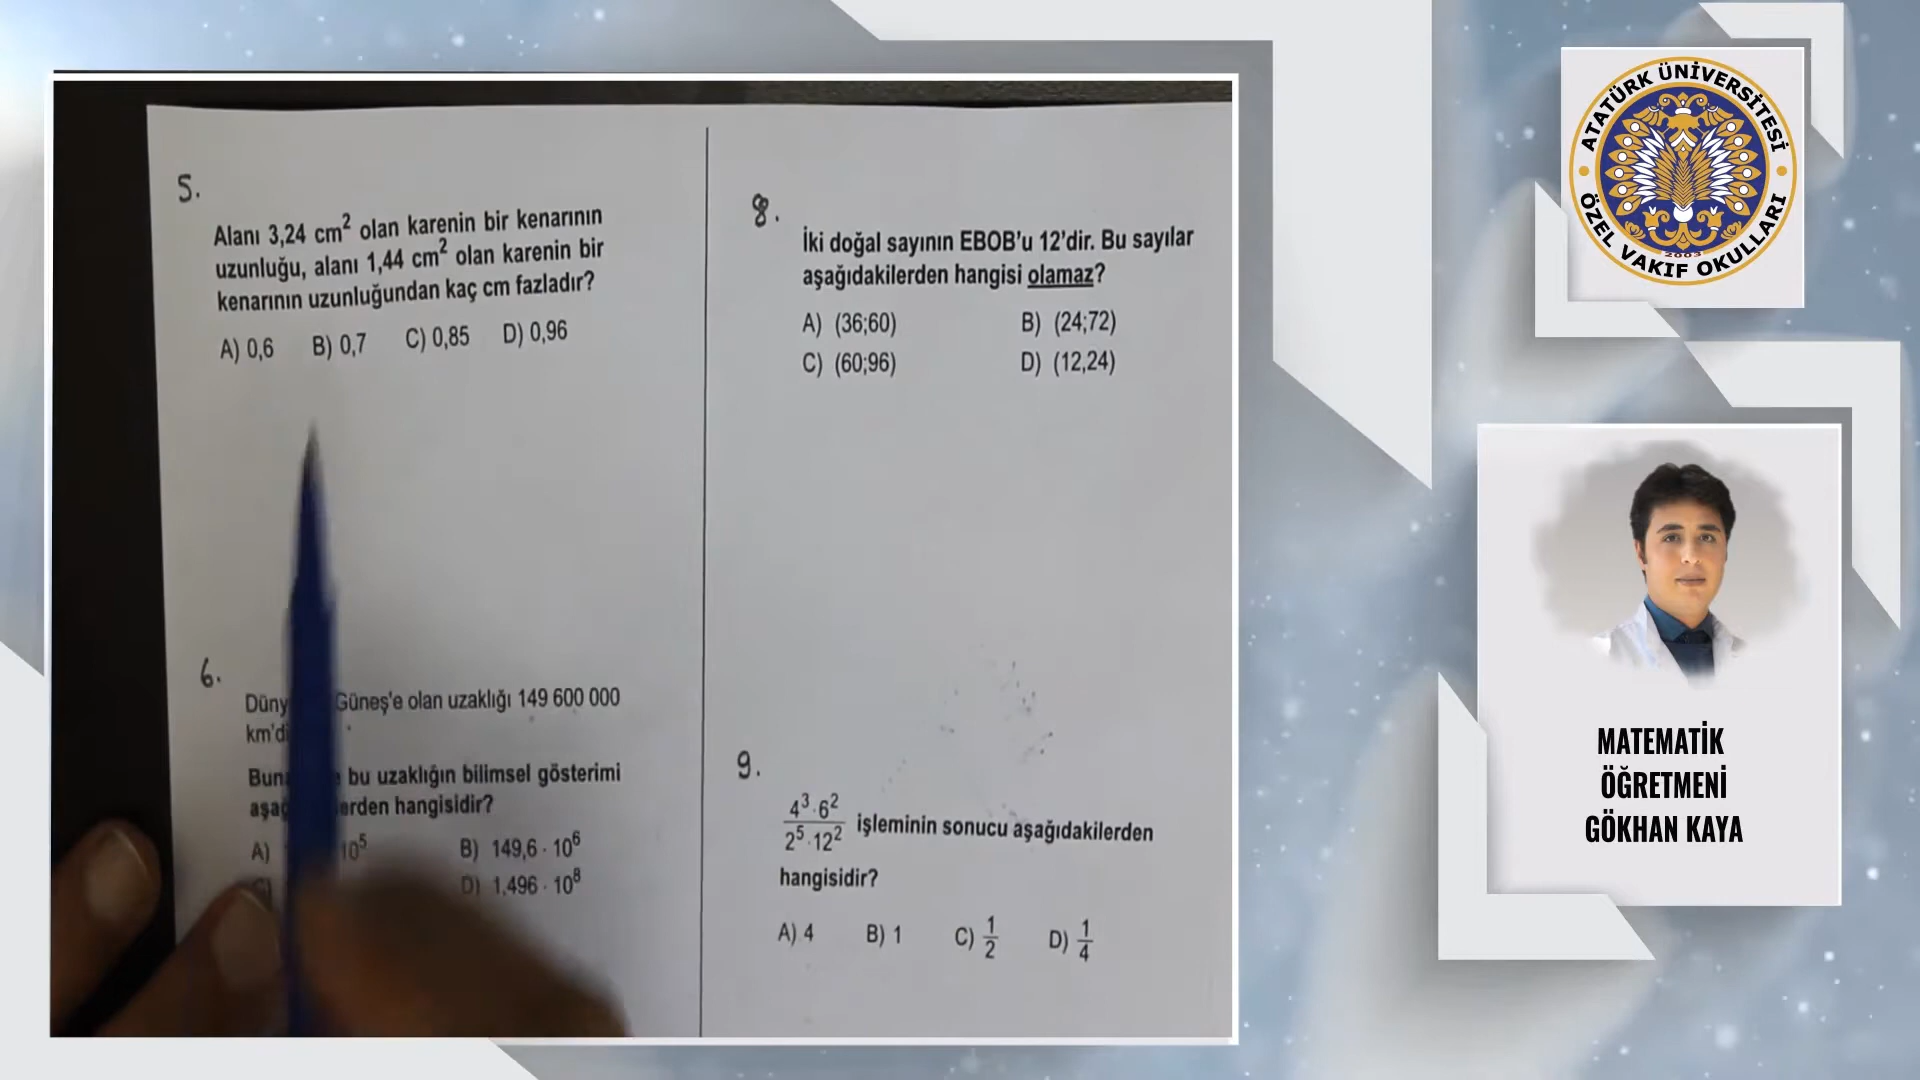 5.
Alanı 3,24 cm² olan karenin bir kenarının
uzunluğu, alanı 1,44 cm² olan karenin bir
kenarının uzunluğundan kaç cm fazladır?
A) 0,6 B) 0,7 C) 0,85 D) 0,96
6.
Güneş'e olan uzaklığı 149 600 000
bu uzaklığın bilimsel gösterimi
hangisidir?
A) 10⁵ B) 149,6 · 10⁶
C) D) 1,496 · 10⁸
8.
İki doğal sayının EBOB'u 12'dir. Bu sayılar
aşağıdakilerden hangisi olamaz?
A) (36;60) B) (24;72)
C) (60;96) D) (12,24)
9.
4³·6²
2⁵·12² işleminin sonucu aşağıdakilerden
hangisidir?
A) 4 B) 1 C) 1/2 D) 1/4
ATATÜRK ÜNİVERSİTESİ
2003
ÖZEL VAKIF OKULLARI
MATEMATİK
ÖĞRETMENİ
GÖKHAN KAYA